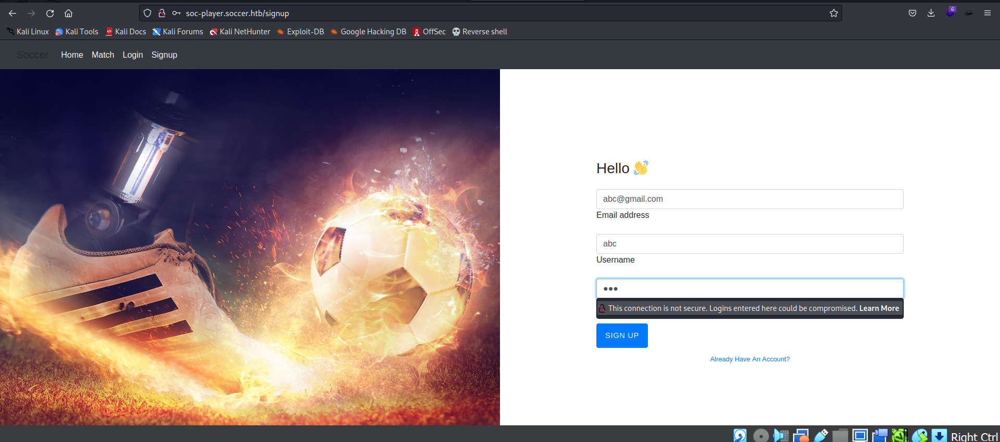 soc-player.soccer.htb/signup
6
Kali Linux Kali Tools Kali Docs Kali Forums Kali NetHunter Exploit-DB Google Hacking DB OffSec Reverse shell
Soccer Home Match Login Signup
Hello 👋
abc@gmail.com
Email address
abc
Username
●●●
This connection is not secure. Logins entered here could be compromised. Learn More
SIGN UP
Already Have An Account?
Right Ctrl